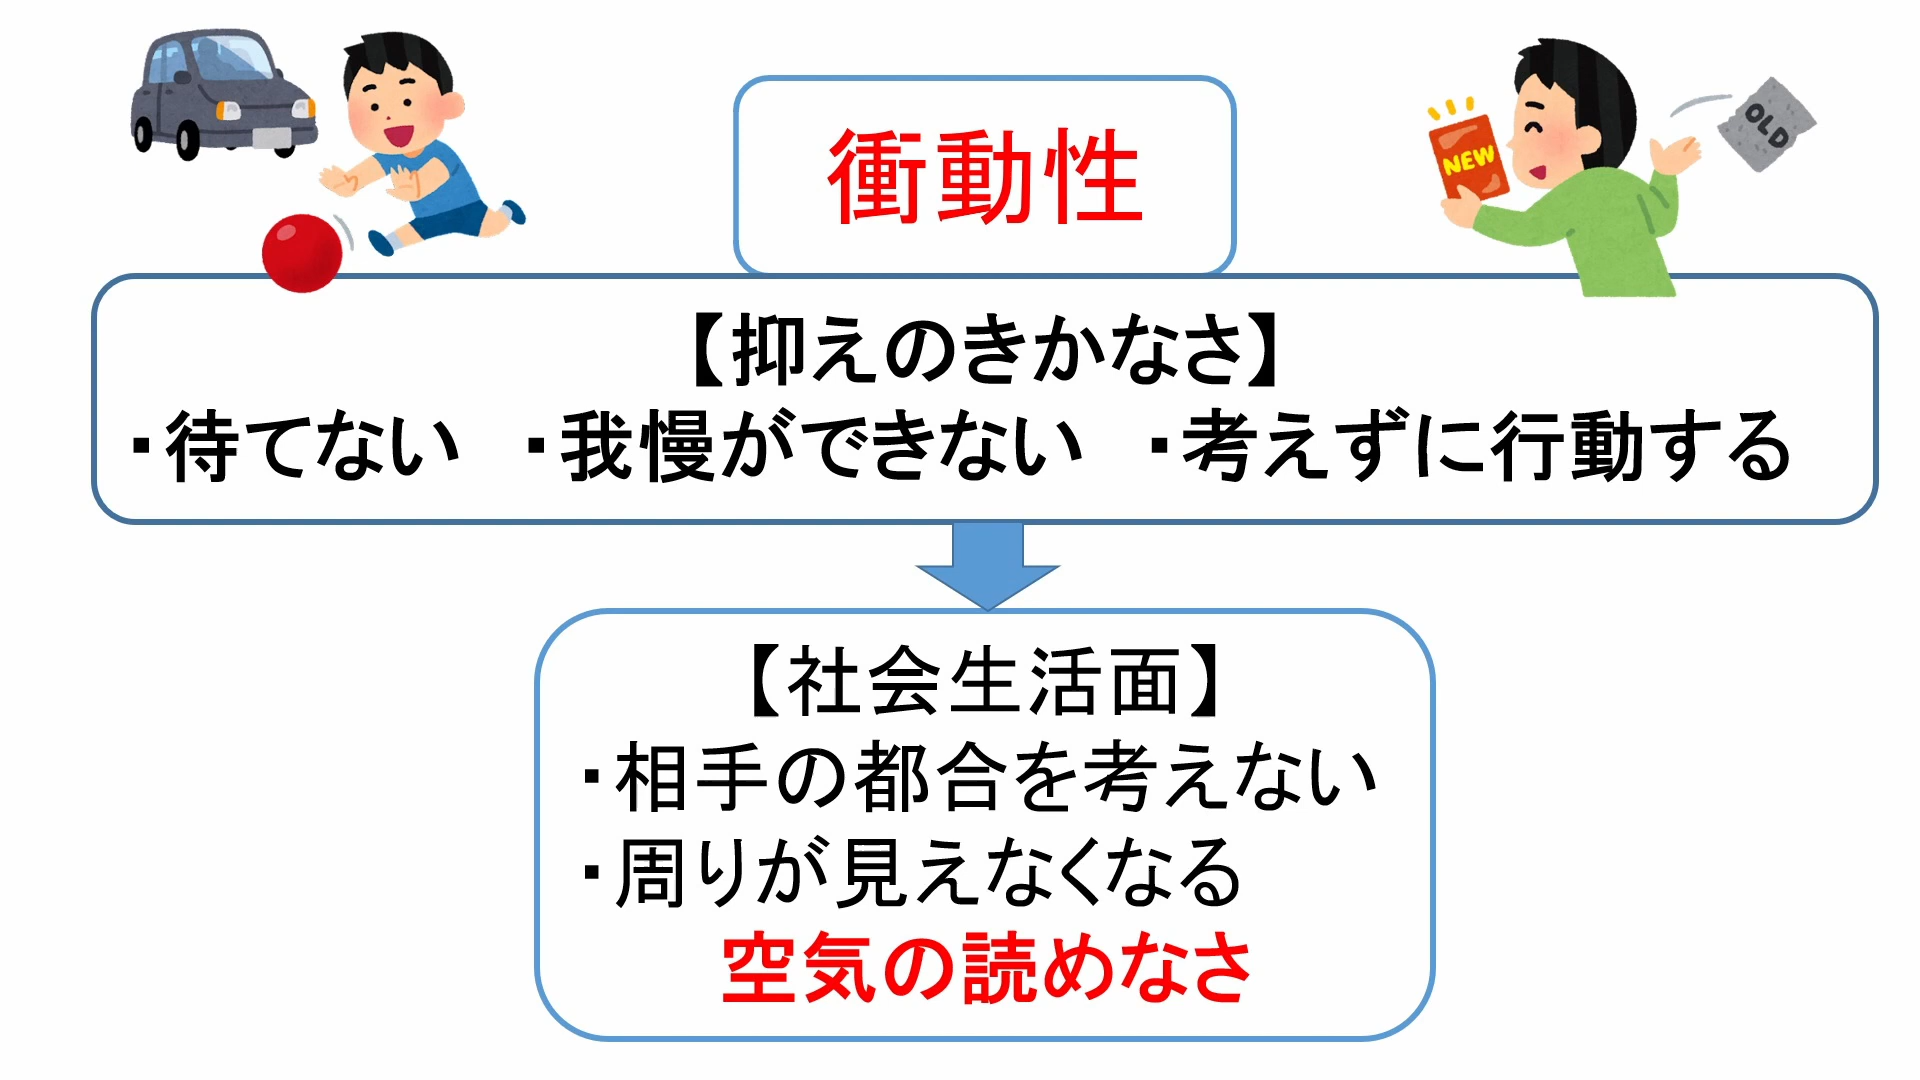 衝動性
NEW
OLD
【抑えのきかなさ】
・待てない　・我慢ができない　・考えずに行動する
【社会生活面】
・相手の都合を考えない
・周りが見えなくなる
空気の読めなさ